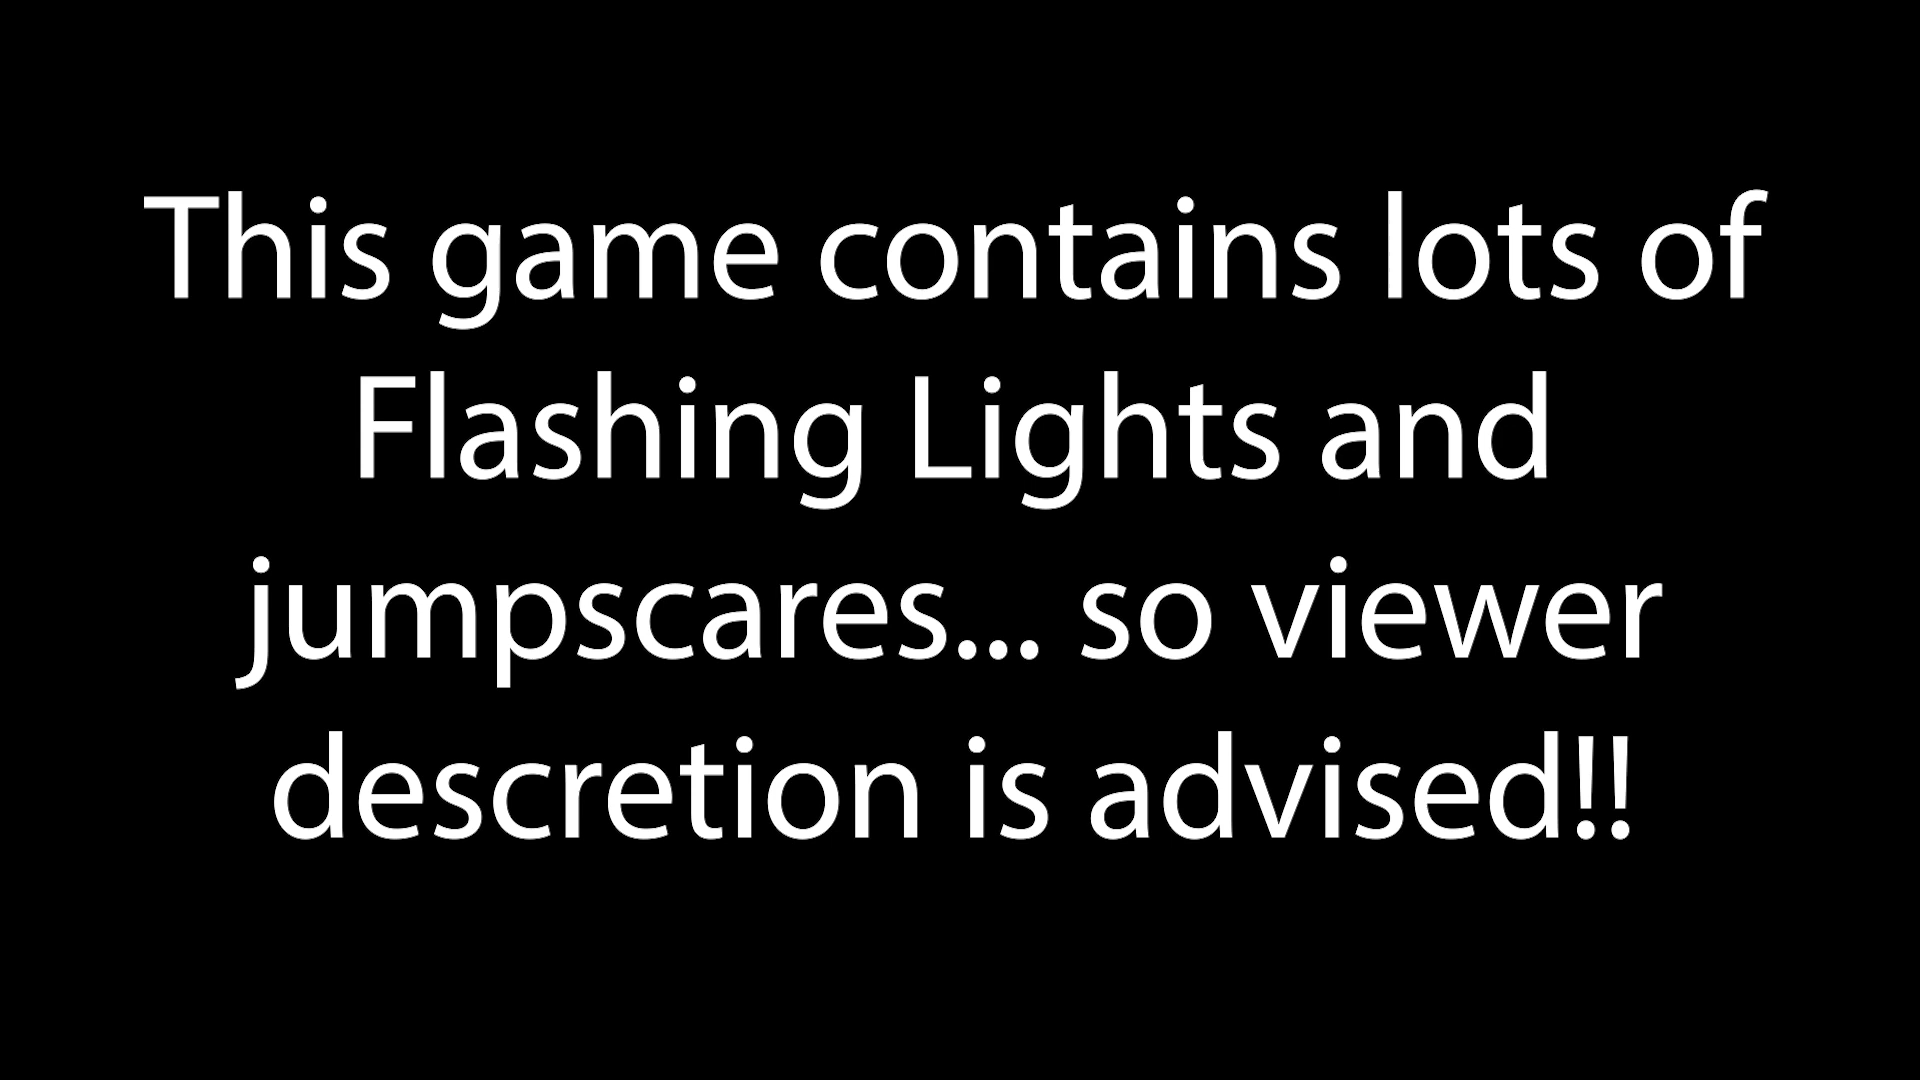 This game contains lots of
Flashing Lights and
jumpscares... so viewer
descretion is advised!!